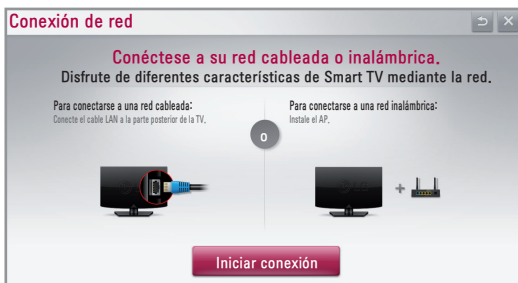 Conexión de red
Conéctese a su red cableada o inalámbrica.
Disfrute de diferentes características de Smart TV mediante la red.
Para conectarse a una red cableada:
Conecte el cable LAN a la parte posterior de la TV.
o
Para conectarse a una red inalámbrica:
Instale el AP.
+
Iniciar conexión